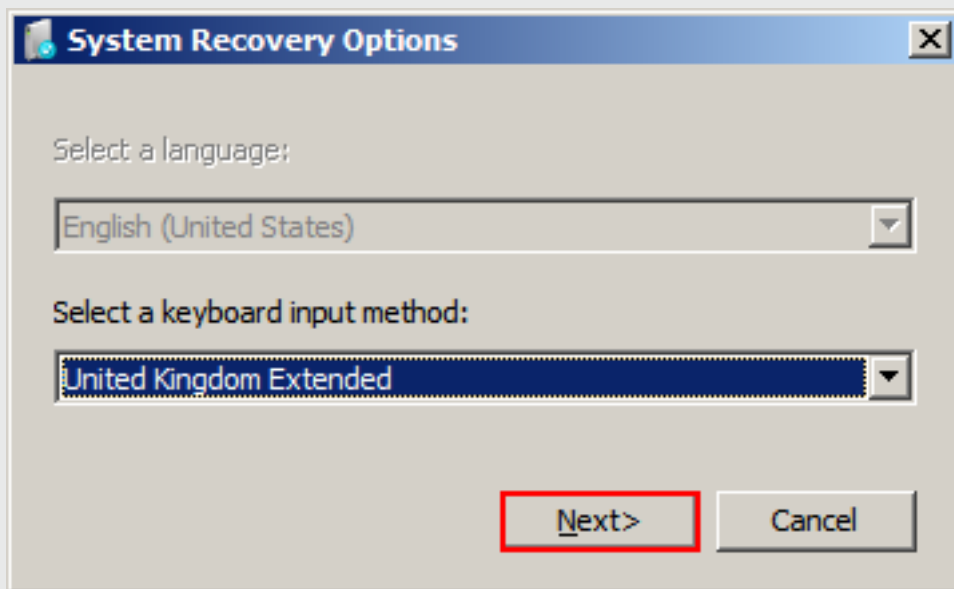 System Recovery Options
Select a language:
English (United States)
Select a keyboard input method:
United Kingdom Extended
Next>
Cancel